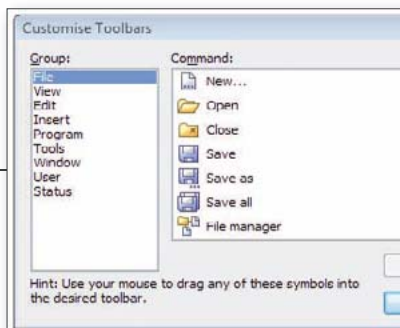 Customise Toolbars
Group:
Command:
File
View
Edit
Insert
Program
Tools
Window
User
Status
New...
Open
Close
Save
Save as
Save all
File manager
Hint: Use your mouse to drag any of these symbols into
the desired toolbar.